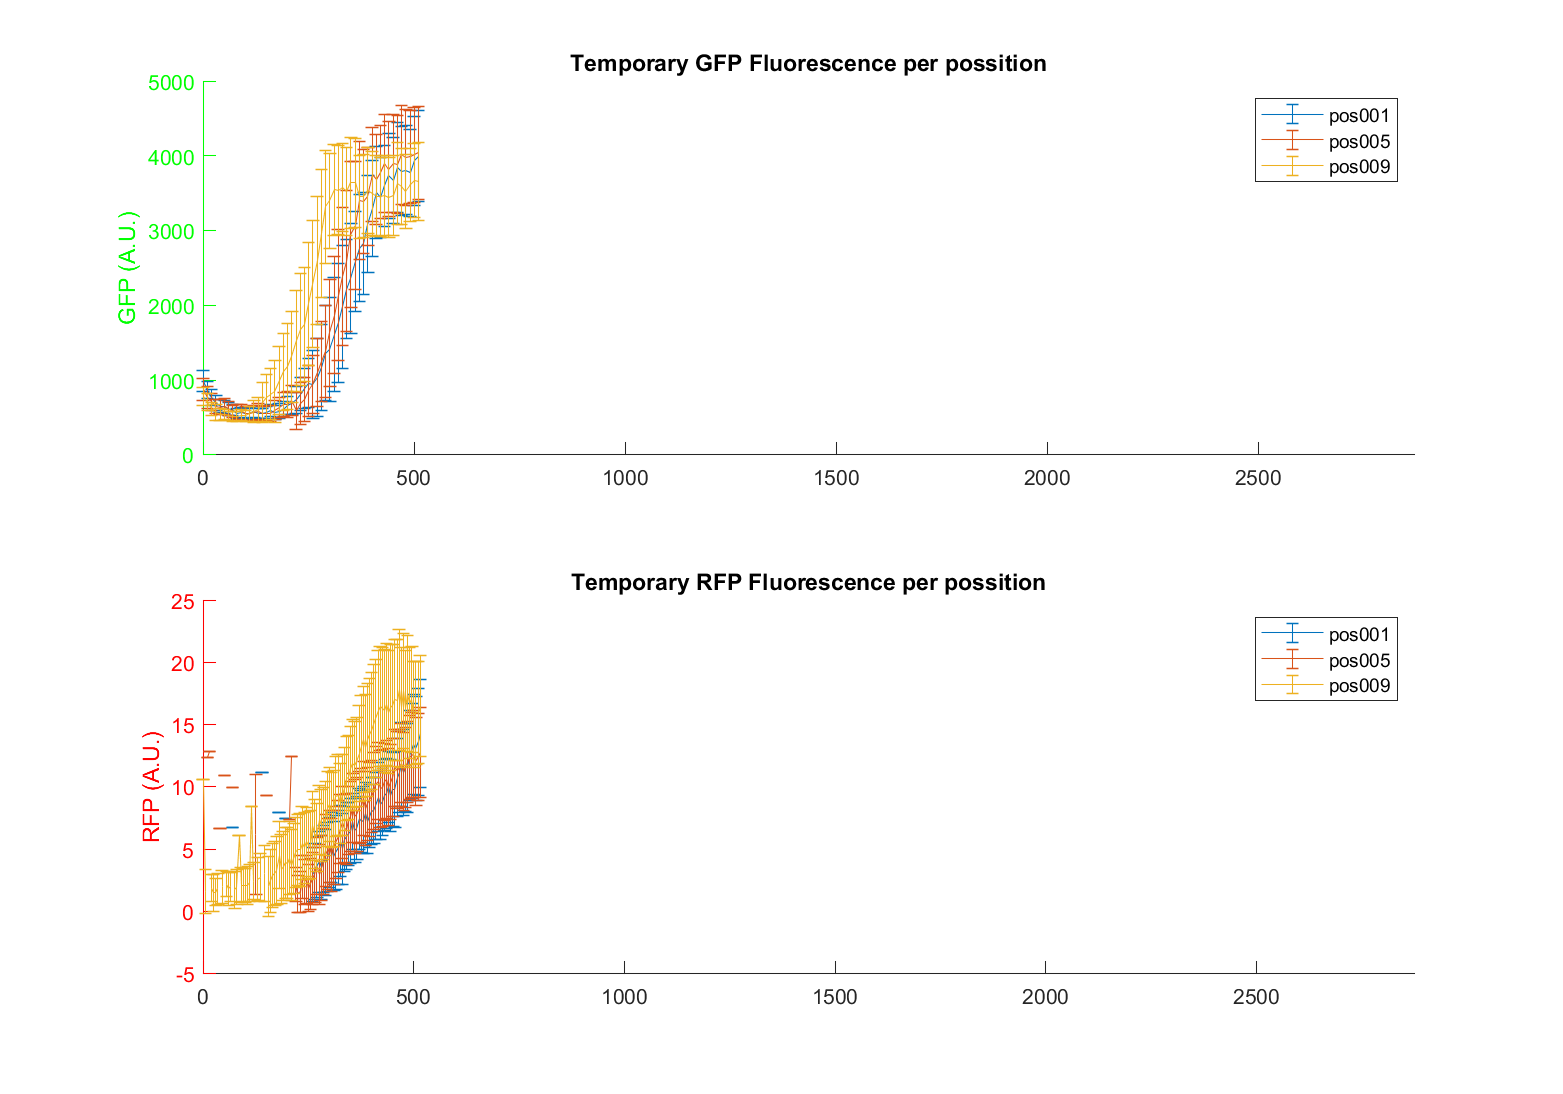 Temporary GFP Fluorescence per possition
5000
4000
3000
2000
1000
0
GFP (A.U.)
0 500 1000 1500 2000 2500
pos001
pos005
pos009
Temporary RFP Fluorescence per possition
25
20
15
10
5
0
-5
RFP (A.U.)
0 500 1000 1500 2000 2500
pos001
pos005
pos009